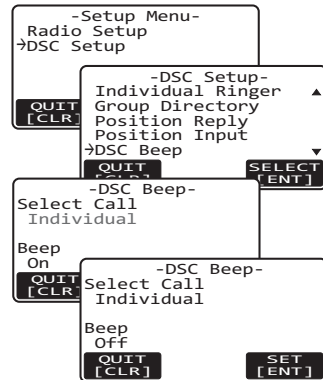 -Setup Menu-
Radio Setup
→DSC Setup
QUIT
[CLR]
-DSC Setup-
Individual Ringer ▲
Group Directory
Position Reply
Position Input
→DSC Beep ▼
QUIT SELECT
[CLR] [ENT]
-DSC Beep-
Select Call
Individual
Beep
On
QUIT
[CLR]
-DSC Beep-
Select Call
Individual
Beep
Off
QUIT SET
[CLR] [ENT]